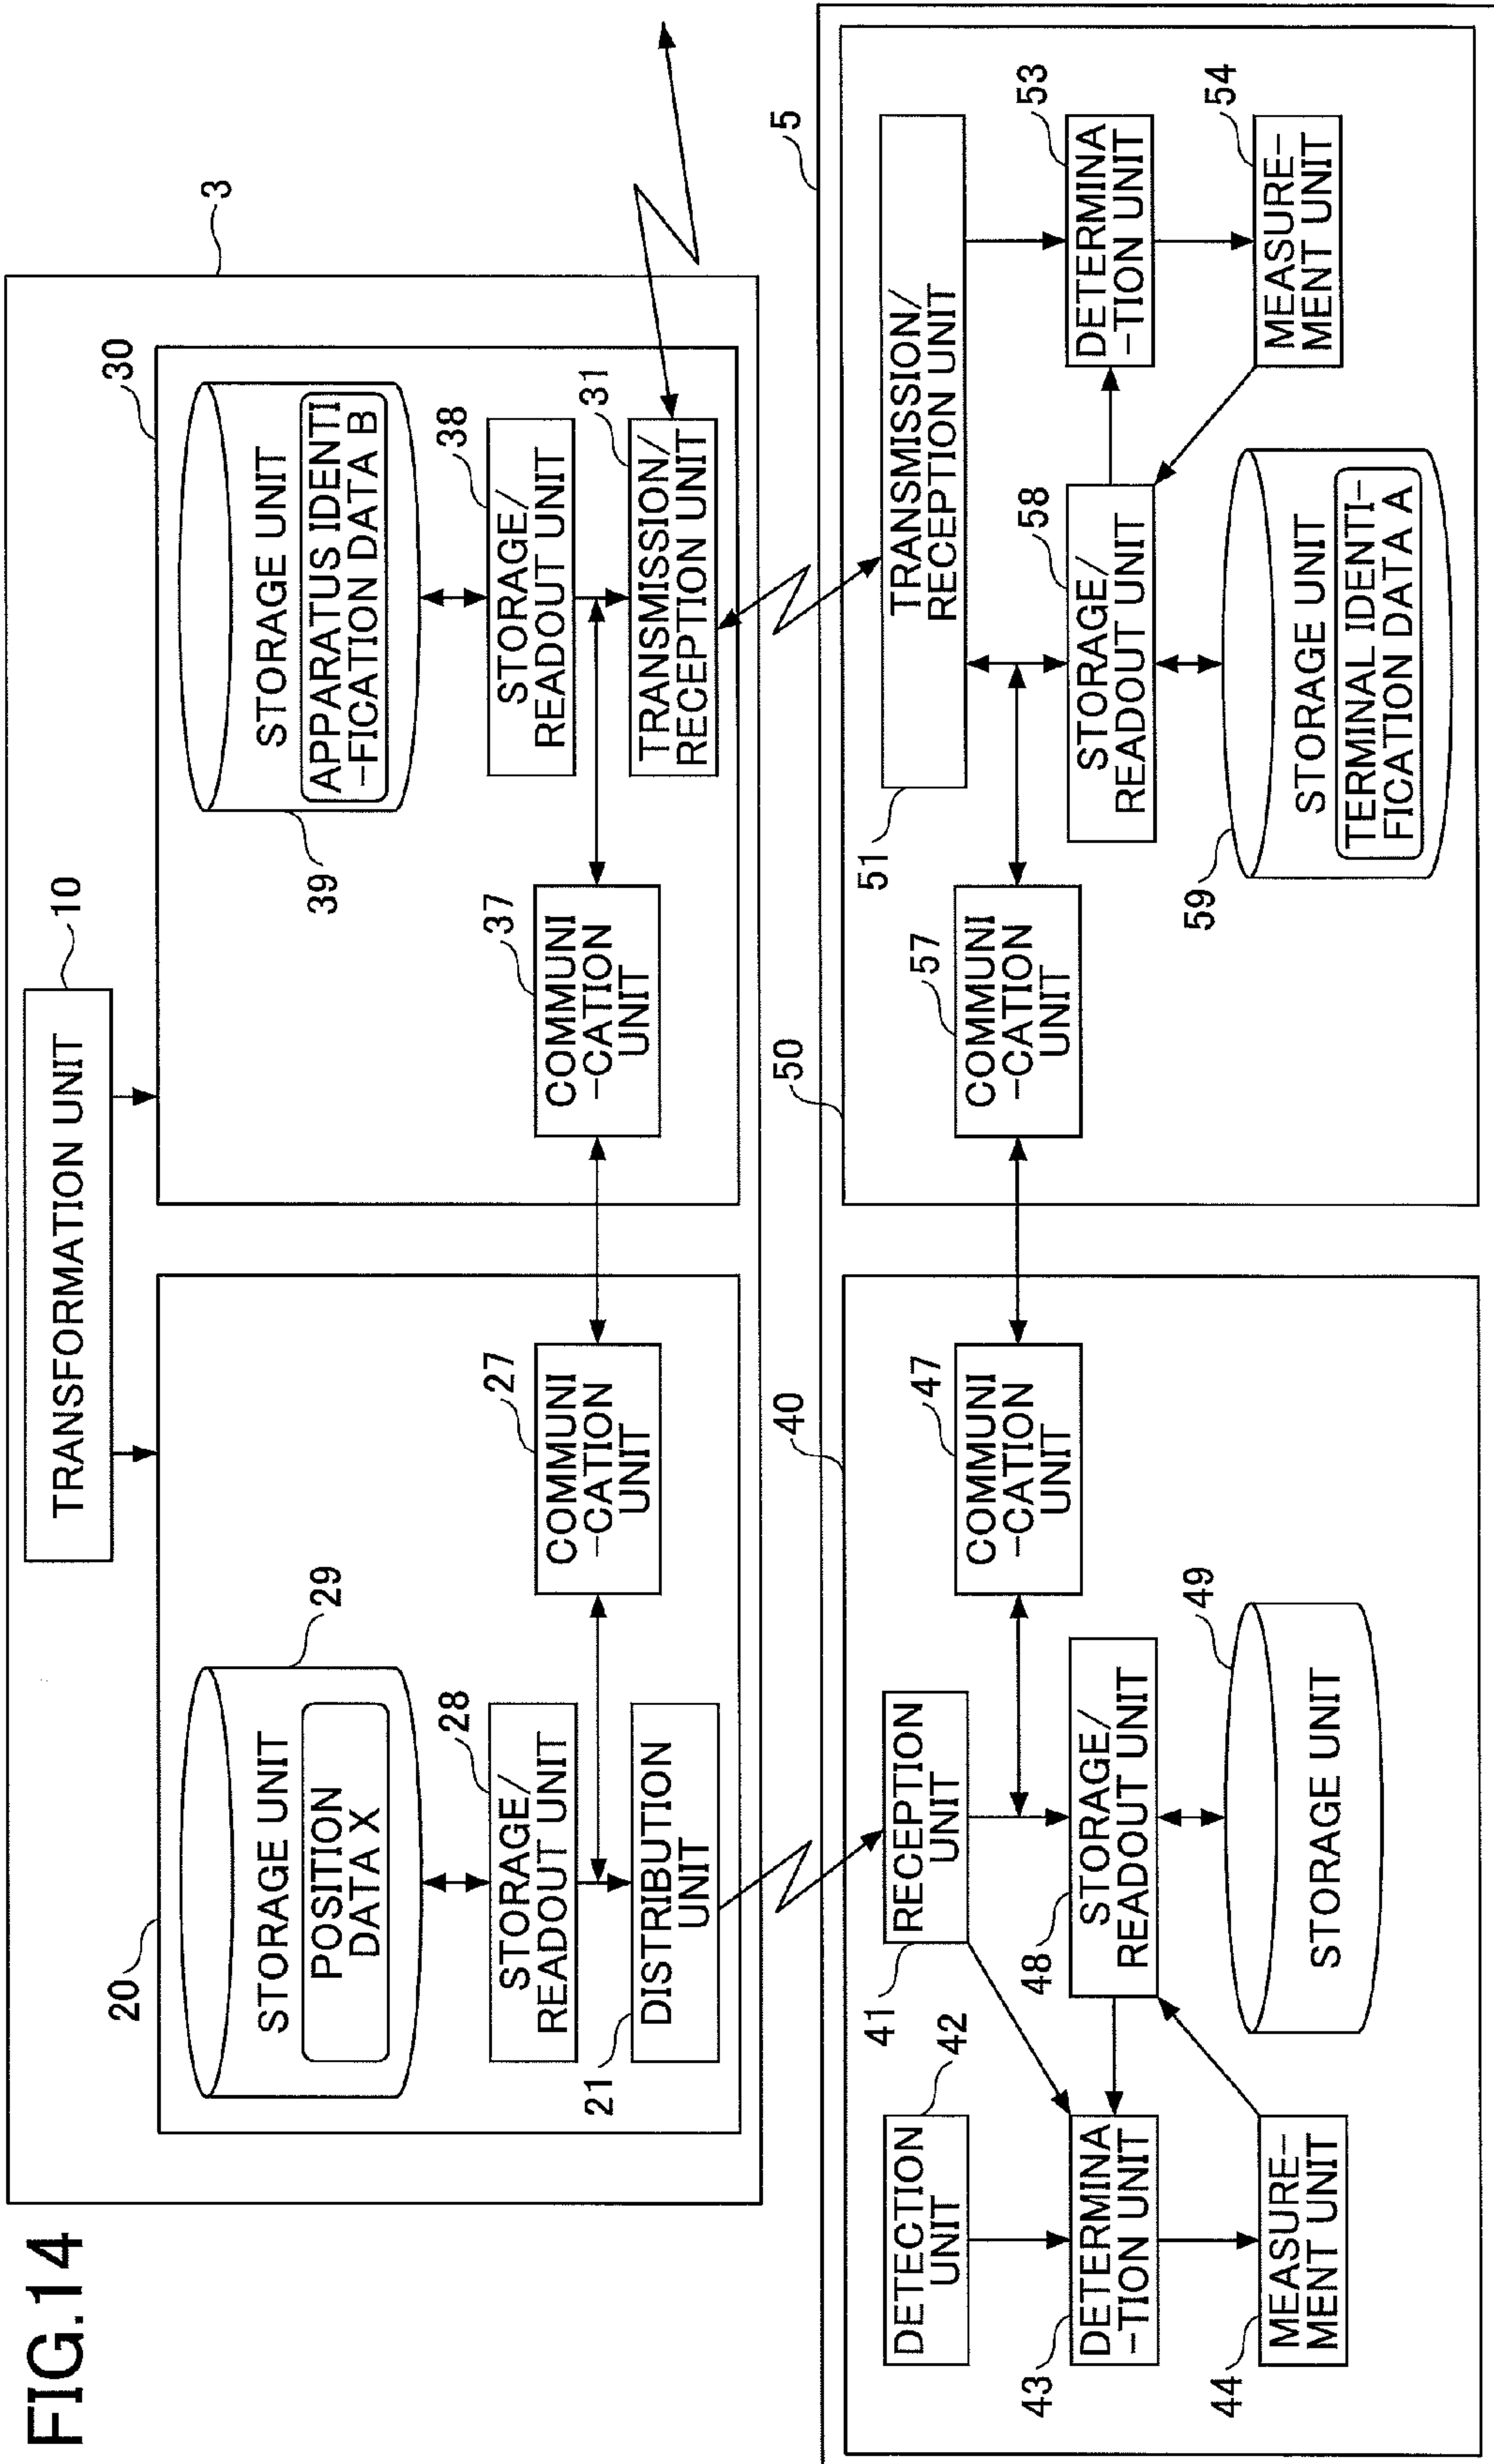 FIG.14
3
TRANSFORMATION UNIT
10
20
STORAGE UNIT
POSITION
DATA X
29
28
STORAGE/
READOUT UNIT
21
DISTRIBUTION
UNIT
27
COMMUNI
-CATION
UNIT
30
STORAGE UNIT
APPARATUS IDENTI
-FICATION DATA B
39
38
STORAGE/
READOUT UNIT
37
COMMUNI
-CATION
UNIT
31
TRANSMISSION/
RECEPTION UNIT
5
40
DETECTION
UNIT
42
41
RECEPTION
UNIT
47
COMMUNI
-CATION
UNIT
43
DETERMINA
-TION UNIT
48
STORAGE/
READOUT UNIT
44
MEASURE-
MENT UNIT
49
STORAGE UNIT
50
57
COMMUNI
-CATION
UNIT
51
TRANSMISSION/
RECEPTION UNIT
58
STORAGE/
READOUT UNIT
53
DETERMINA
-TION UNIT
59
STORAGE UNIT
TERMINAL IDENTI-
FICATION DATA A
54
MEASURE-
MENT UNIT